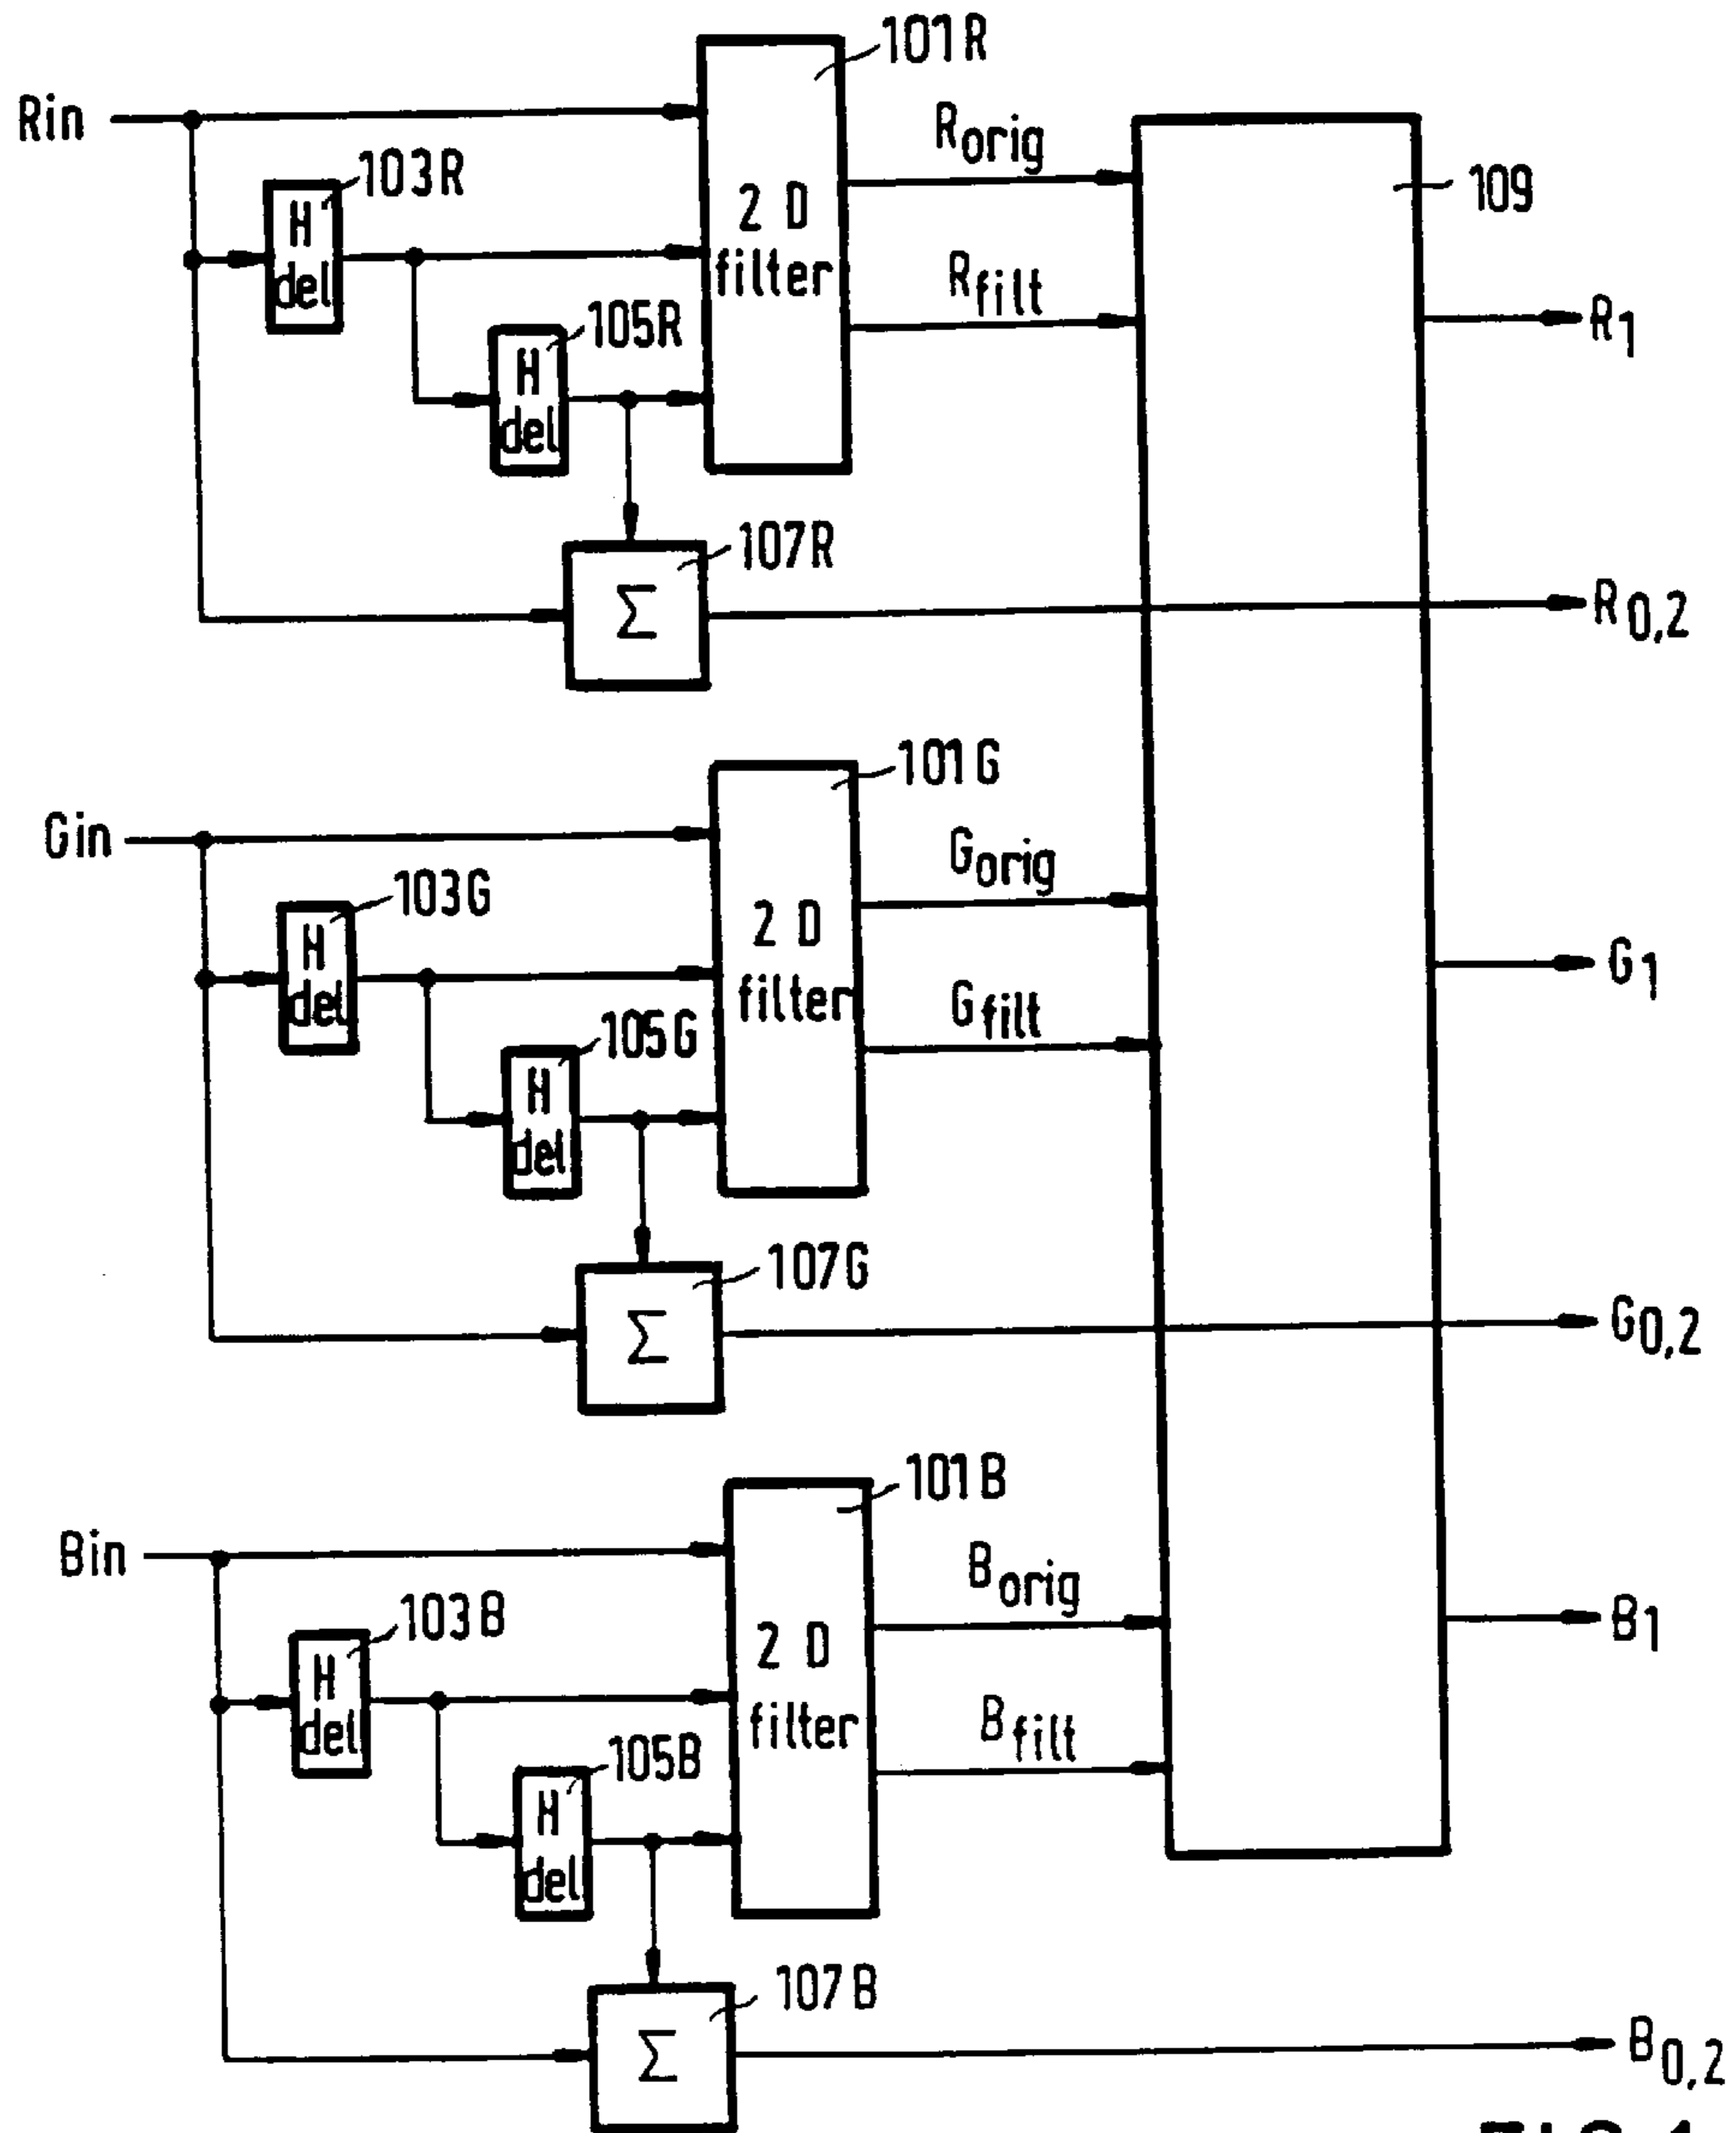 101R
Rin
Rorig
103R
H
del
2 D
filter
109
Rfilt
105R
H
del
R1
107R
Σ
R0,2
101G
Gin
Gorig
103G
H
del
2 D
filter
Gfilt
G1
105G
H
del
107G
Σ
G0,2
101B
Bin
Borig
103B
H
del
2 D
filter
Bfilt
B1
105B
H
del
107B
Σ
B0,2